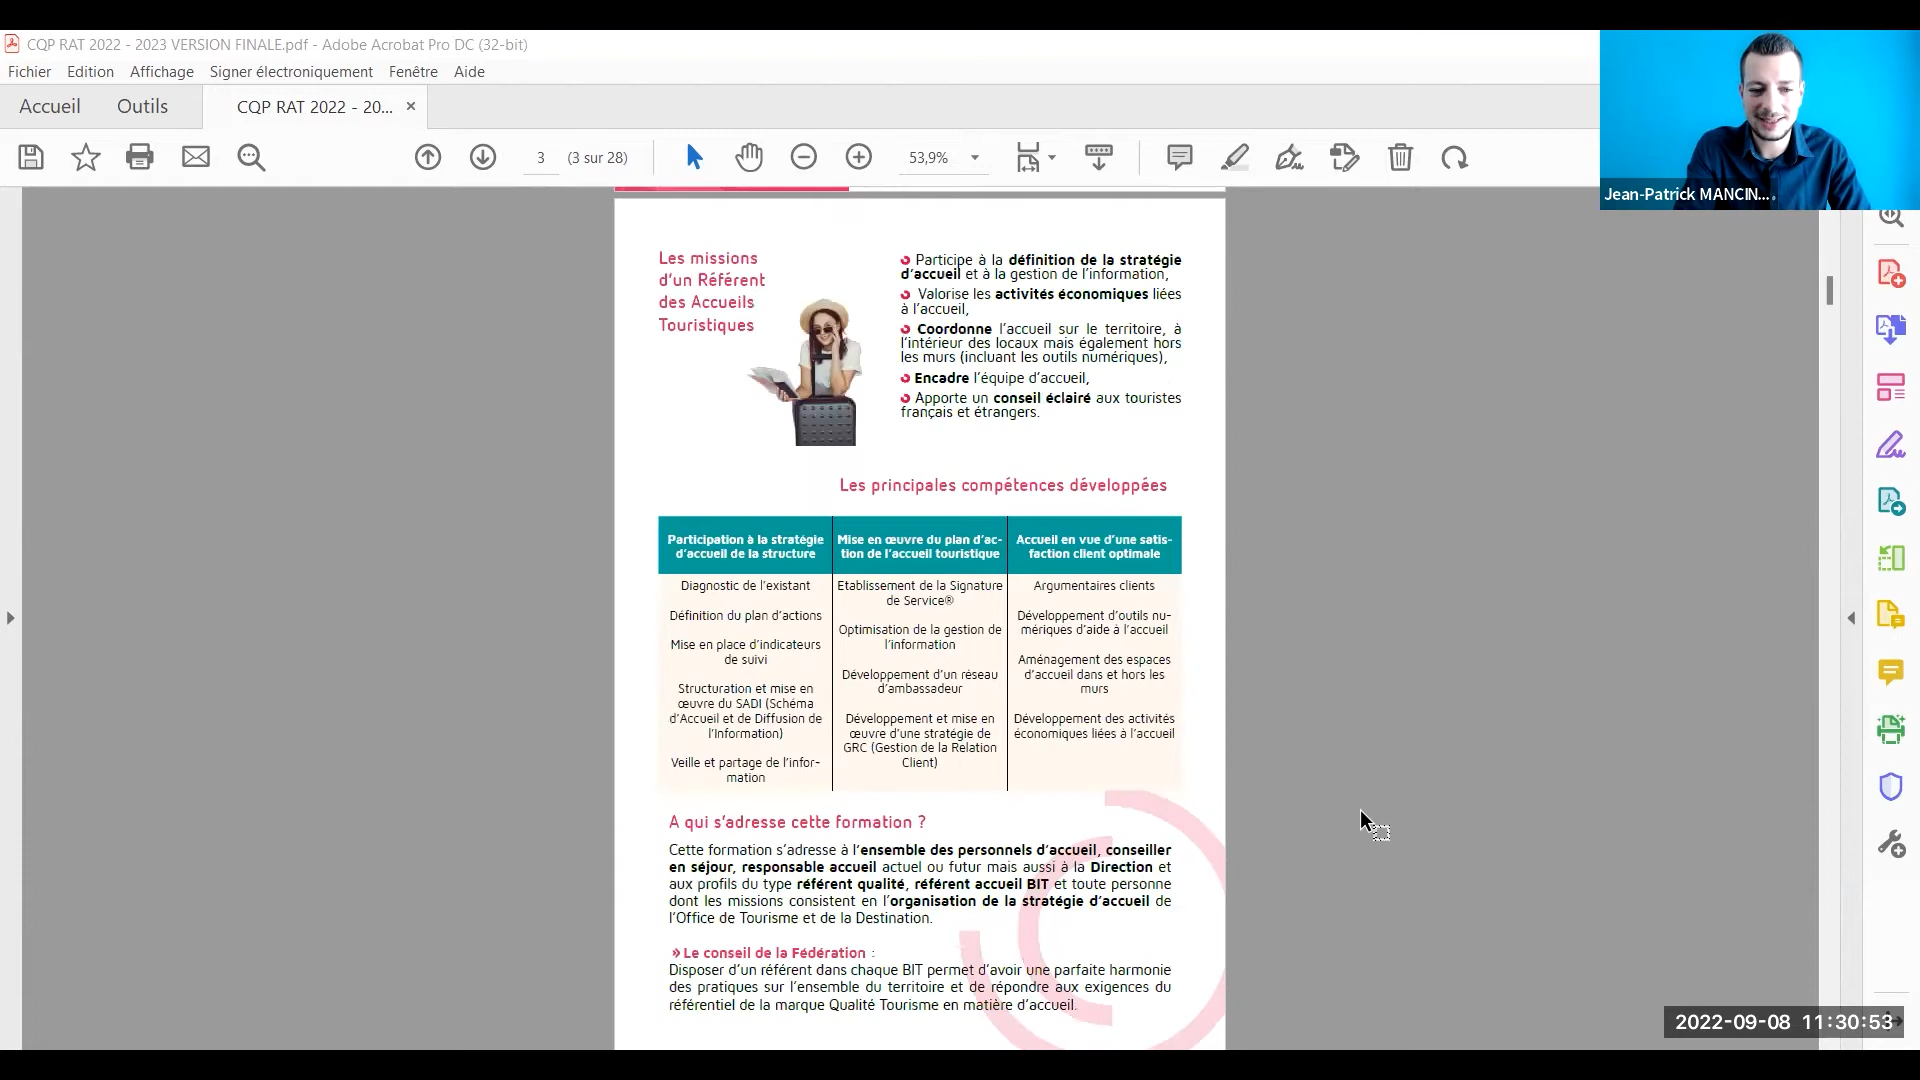 CQP RAT 2022 - 2023 VERSION FINALE.pdf - Adobe Acrobat Pro DC (32-bit)
Fichier Edition Affichage Signer électroniquement Fenêtre Aide
Accueil Outils CQP RAT 2022 - 20... ×
3 (3 sur 28) 53,9%
Jean-Patrick MANCIN...
Les missions
d'un Référent
des Accueils
Touristiques
Participe à la définition de la stratégie
d'accueil et à la gestion de l'information,
Valorise les activités économiques liées
à l'accueil,
Coordonne l'accueil sur le territoire, à
l'intérieur des locaux mais également hors
les murs (incluant les outils numériques),
Encadre l'équipe d'accueil,
Apporte un conseil éclairé aux touristes
français et étrangers.
Les principales compétences développées
Participation à la stratégie
d'accueil de la structure
Diagnostic de l'existant
Définition du plan d'actions
Mise en place d'indicateurs
de suivi
Structuration et mise en
œuvre du SADI (Schéma
d'Accueil et de Diffusion de
l'Information)
Veille et partage de l'infor-
mation
Mise en œuvre du plan d'ac-
tion de l'accueil touristique
Etablissement de la Signature
de Service®
Optimisation de la gestion de
l'information
Développement d'un réseau
d'ambassadeur
Développement et mise en
œuvre d'une stratégie de
GRC (Gestion de la Relation
Client)
Accueil en vue d'une satis-
faction client optimale
Argumentaires clients
Développement d'outils nu-
mériques d'aide à l'accueil
Aménagement des espaces
d'accueil dans et hors les
murs
Développement des activités
économiques liées à l'accueil
A qui s'adresse cette formation ?
Cette formation s'adresse à l'ensemble des personnels d'accueil, conseiller
en séjour, responsable accueil actuel ou futur mais aussi à la Direction et
aux profils du type référent qualité, référent accueil BIT et toute personne
dont les missions consistent en l'organisation de la stratégie d'accueil de
l'Office de Tourisme et de la Destination.
» Le conseil de la Fédération :
Disposer d'un référent dans chaque BIT permet d'avoir une parfaite harmonie
des pratiques sur l'ensemble du territoire et de répondre aux exigences du
référentiel de la marque Qualité Tourisme en matière d'accueil.
2022-09-08 11:30:53